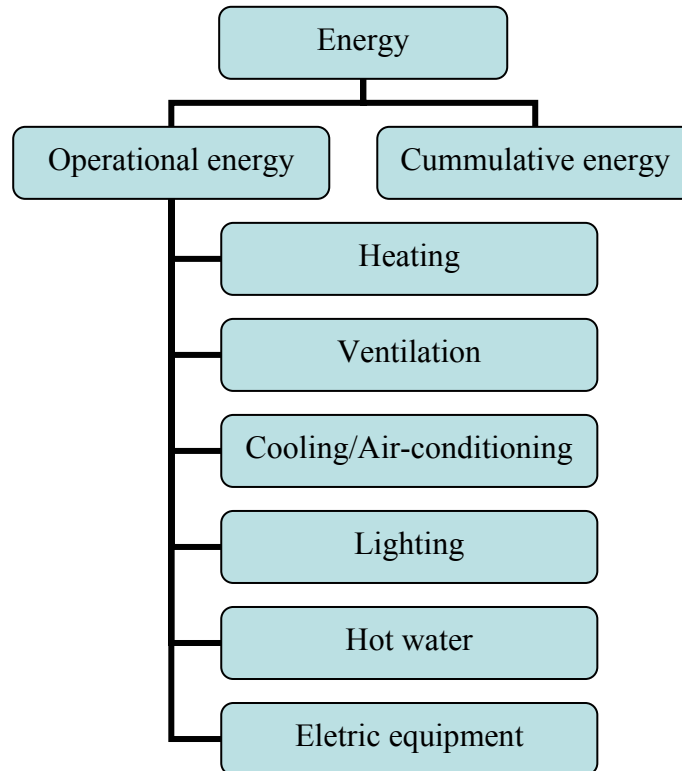 Energy
Operational energy
Cummulative energy
Heating
Ventilation
Cooling/Air-conditioning
Lighting
Hot water
Eletric equipment